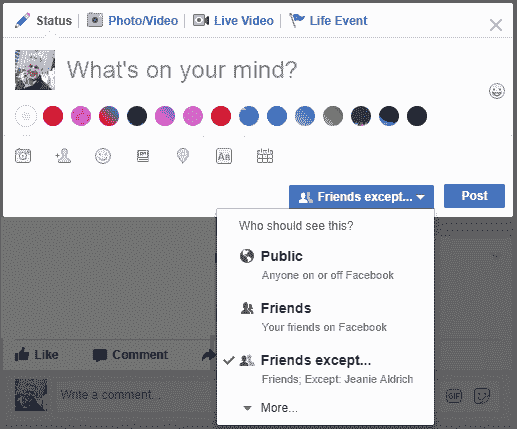 Status Photo/Video Live Video Life Event
What's on your mind?
Aa
Friends except...
Post
Who should see this?
Public
Anyone on or off Facebook
Friends
Your friends on Facebook
Friends except...
Friends; Except: Jeanie Aldrich
More...
Like Comment
Write a comment...
GIF